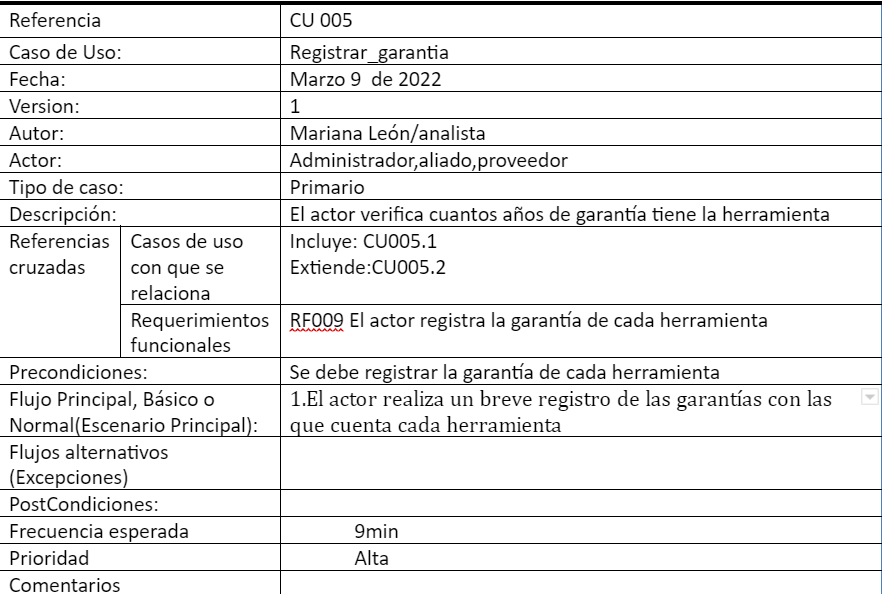 Referencia CU 005
Caso de Uso: Registrar_garantia
Fecha: Marzo 9  de 2022
Version: 1
Autor: Mariana León/analista
Actor: Administrador,aliado,proveedor
Tipo de caso: Primario
Descripción: El actor verifica cuantos años de garantía tiene la herramienta
Referencias cruzadas
Casos de uso con que se relaciona
Incluye: CU005.1
Extiende:CU005.2
Requerimientos funcionales
RF009 El actor registra la garantía de cada herramienta
Precondiciones: Se debe registrar la garantía de cada herramienta
Flujo Principal, Básico o
Normal(Escenario Principal):
1.El actor realiza un breve registro de las garantías con las
que cuenta cada herramienta
Flujos alternativos
(Excepciones)
PostCondiciones:
Frecuencia esperada 9min
Prioridad Alta
Comentarios